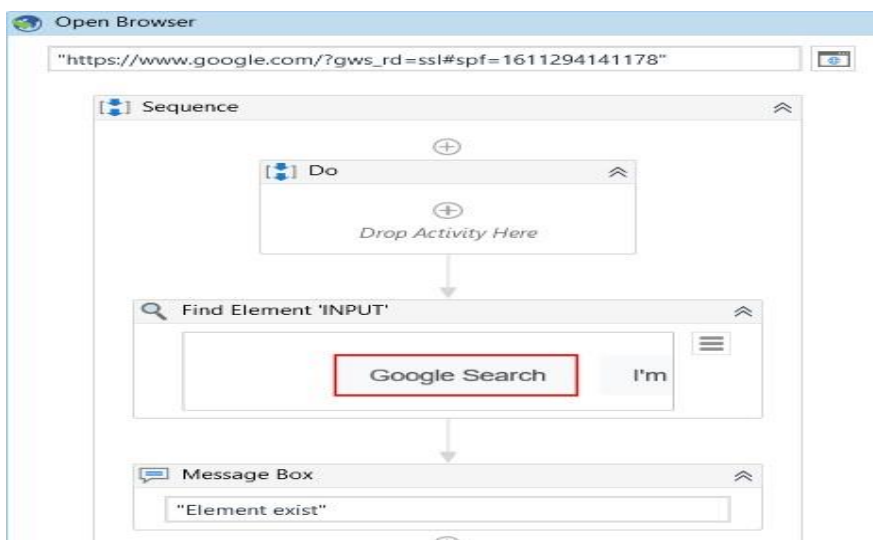 Open Browser
"https://www.google.com/?gws_rd=ssl#spf=1611294141178"
Sequence
Do
Drop Activity Here
Find Element 'INPUT'
Google Search I'm
Message Box
"Element exist"